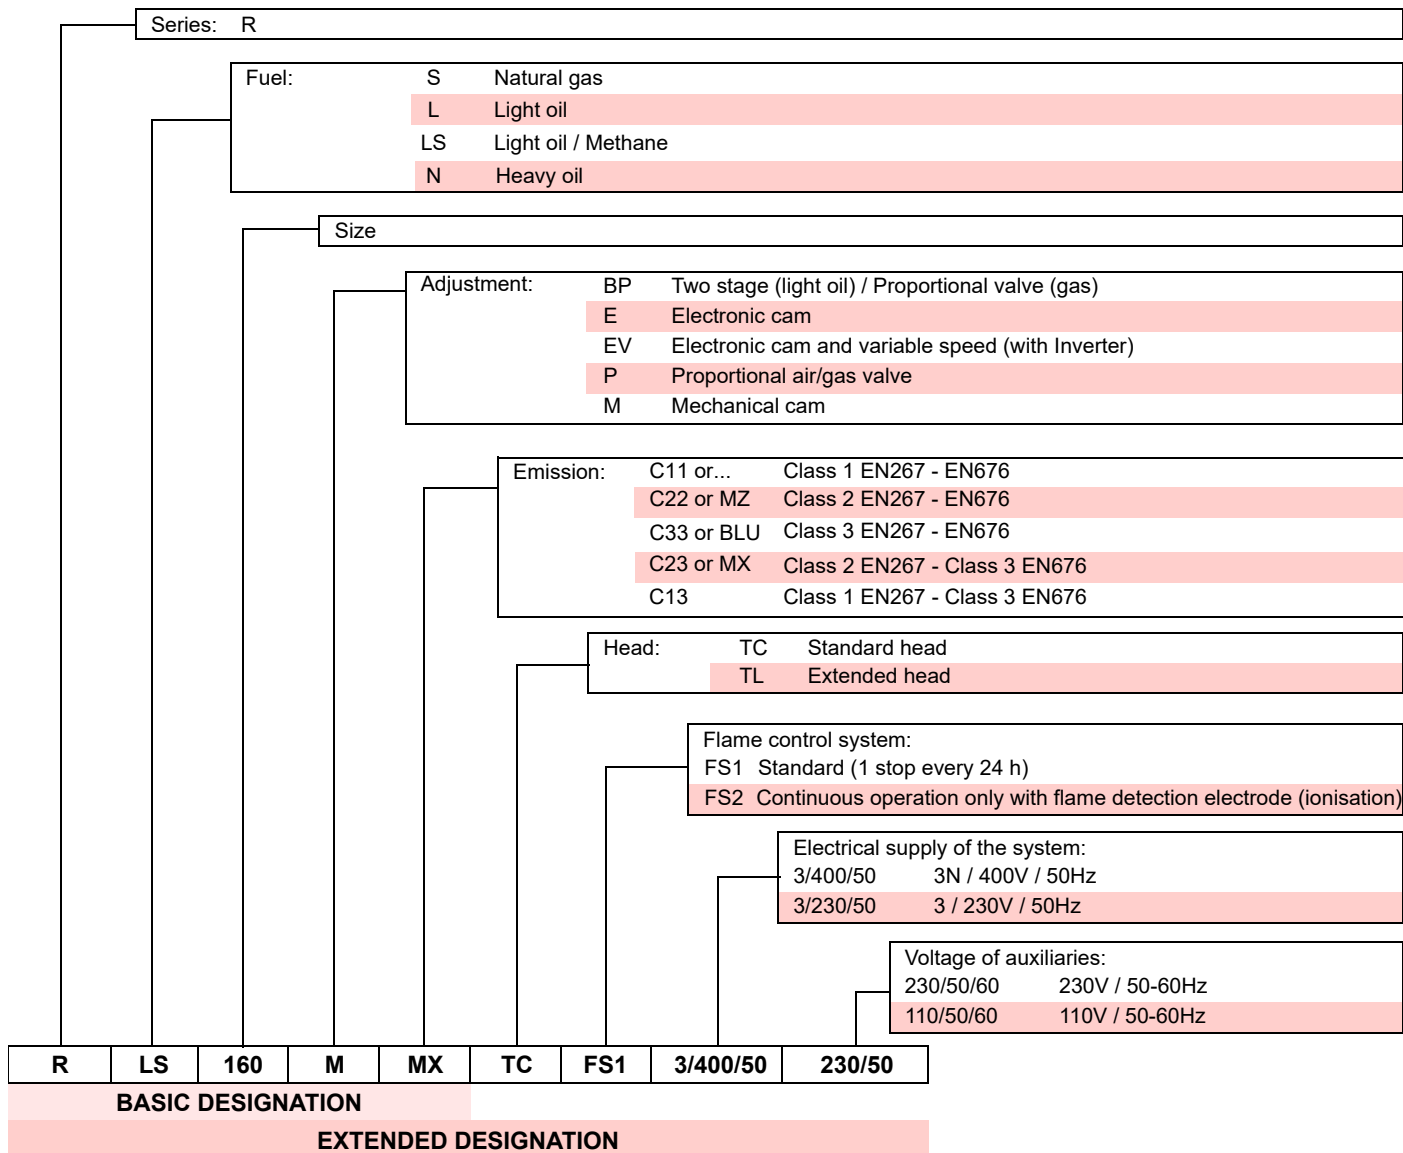 Series: R
Fuel: S Natural gas
L Light oil
LS Light oil / Methane
N Heavy oil
Size
Adjustment: BP Two stage (light oil) / Proportional valve (gas)
E Electronic cam
EV Electronic cam and variable speed (with Inverter)
P Proportional air/gas valve
M Mechanical cam
Emission: C11 or... Class 1 EN267 - EN676
C22 or MZ Class 2 EN267 - EN676
C33 or BLU Class 3 EN267 - EN676
C23 or MX Class 2 EN267 - Class 3 EN676
C13 Class 1 EN267 - Class 3 EN676
Head: TC Standard head
TL Extended head
Flame control system:
FS1 Standard (1 stop every 24 h)
FS2 Continuous operation only with flame detection electrode (ionisation)
Electrical supply of the system:
3/400/50 3N / 400V / 50Hz
3/230/50 3 / 230V / 50Hz
Voltage of auxiliaries:
230/50/60 230V / 50-60Hz
110/50/60 110V / 50-60Hz
R LS 160 M MX TC FS1 3/400/50 230/50
BASIC DESIGNATION
EXTENDED DESIGNATION